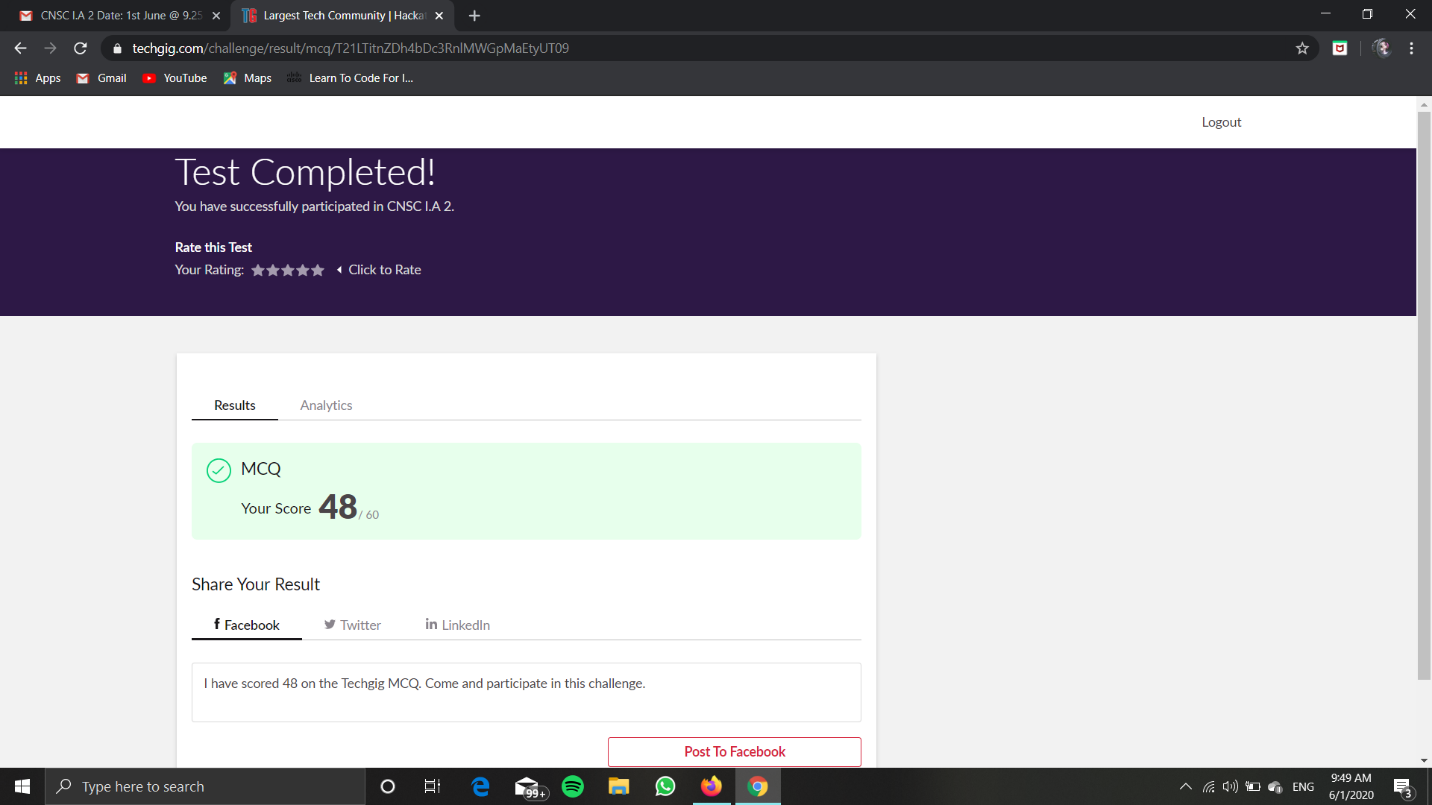 CNSC I.A 2 Date: 1st June @ 9.25
Largest Tech Community | Hacka
techgig.com/challenge/result/mcq/T21LTitnZDh4bDc3RnlMWGpMaEtyUT09
Apps Gmail YouTube Maps Learn To Code For I...
Logout
Test Completed!
You have successfully participated in CNSC I.A 2.
Rate this Test
Your Rating: Click to Rate
Results Analytics
MCQ
Your Score 48 / 60
Share Your Result
Facebook Twitter LinkedIn
I have scored 48 on the Techgig MCQ. Come and participate in this challenge.
Post To Facebook
Type here to search
99+
ENG
9:49 AM
6/1/2020
3